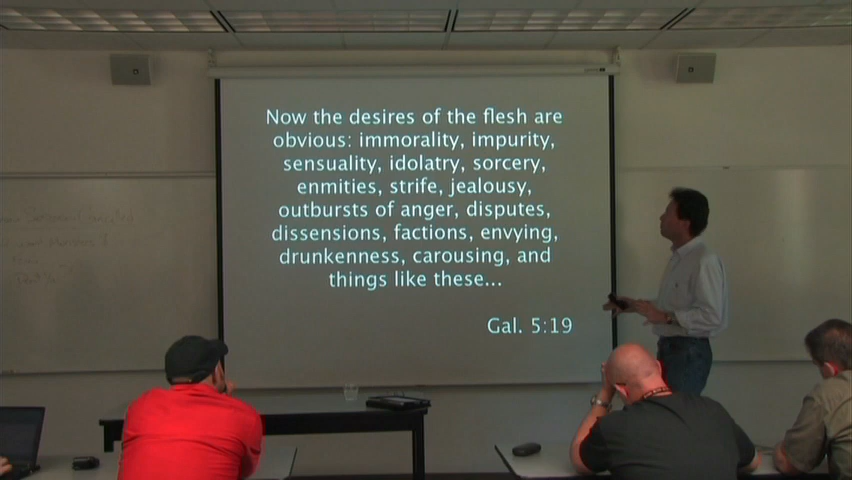 Now the desires of the flesh are
obvious: immorality, impurity,
sensuality, idolatry, sorcery,
enmities, strife, jealousy,
outbursts of anger, disputes,
dissensions, factions, envying,
drunkenness, carousing, and
things like these...
Gal. 5:19